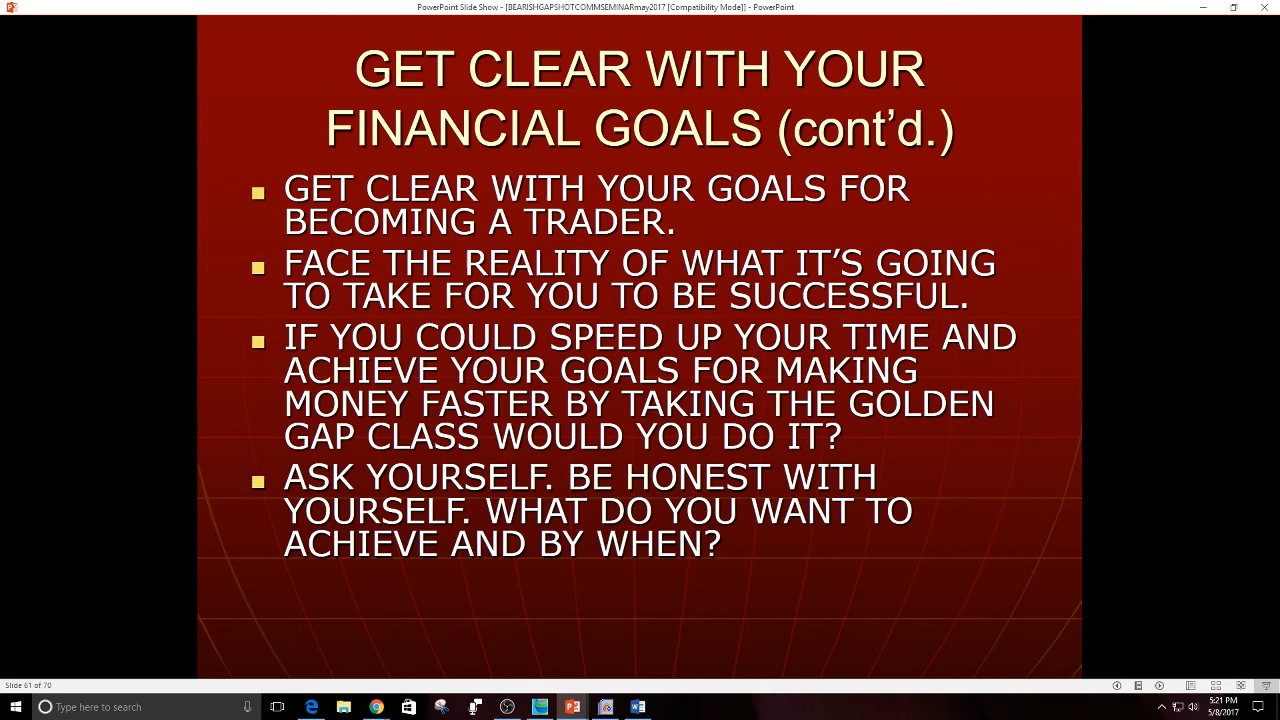 PowerPoint Slide Show - [BEARISHGAPSHOTCOMMSEMINARmay2017 [Compatibility Mode]] - PowerPoint
GET CLEAR WITH YOUR
FINANCIAL GOALS (cont’d.)
GET CLEAR WITH YOUR GOALS FOR
BECOMING A TRADER.
FACE THE REALITY OF WHAT IT’S GOING
TO TAKE FOR YOU TO BE SUCCESSFUL.
IF YOU COULD SPEED UP YOUR TIME AND
ACHIEVE YOUR GOALS FOR MAKING
MONEY FASTER BY TAKING THE GOLDEN
GAP CLASS WOULD YOU DO IT?
ASK YOURSELF. BE HONEST WITH
YOURSELF. WHAT DO YOU WANT TO
ACHIEVE AND BY WHEN?
Slide 61 of 70
Type here to search
5:21 PM
5/8/2017